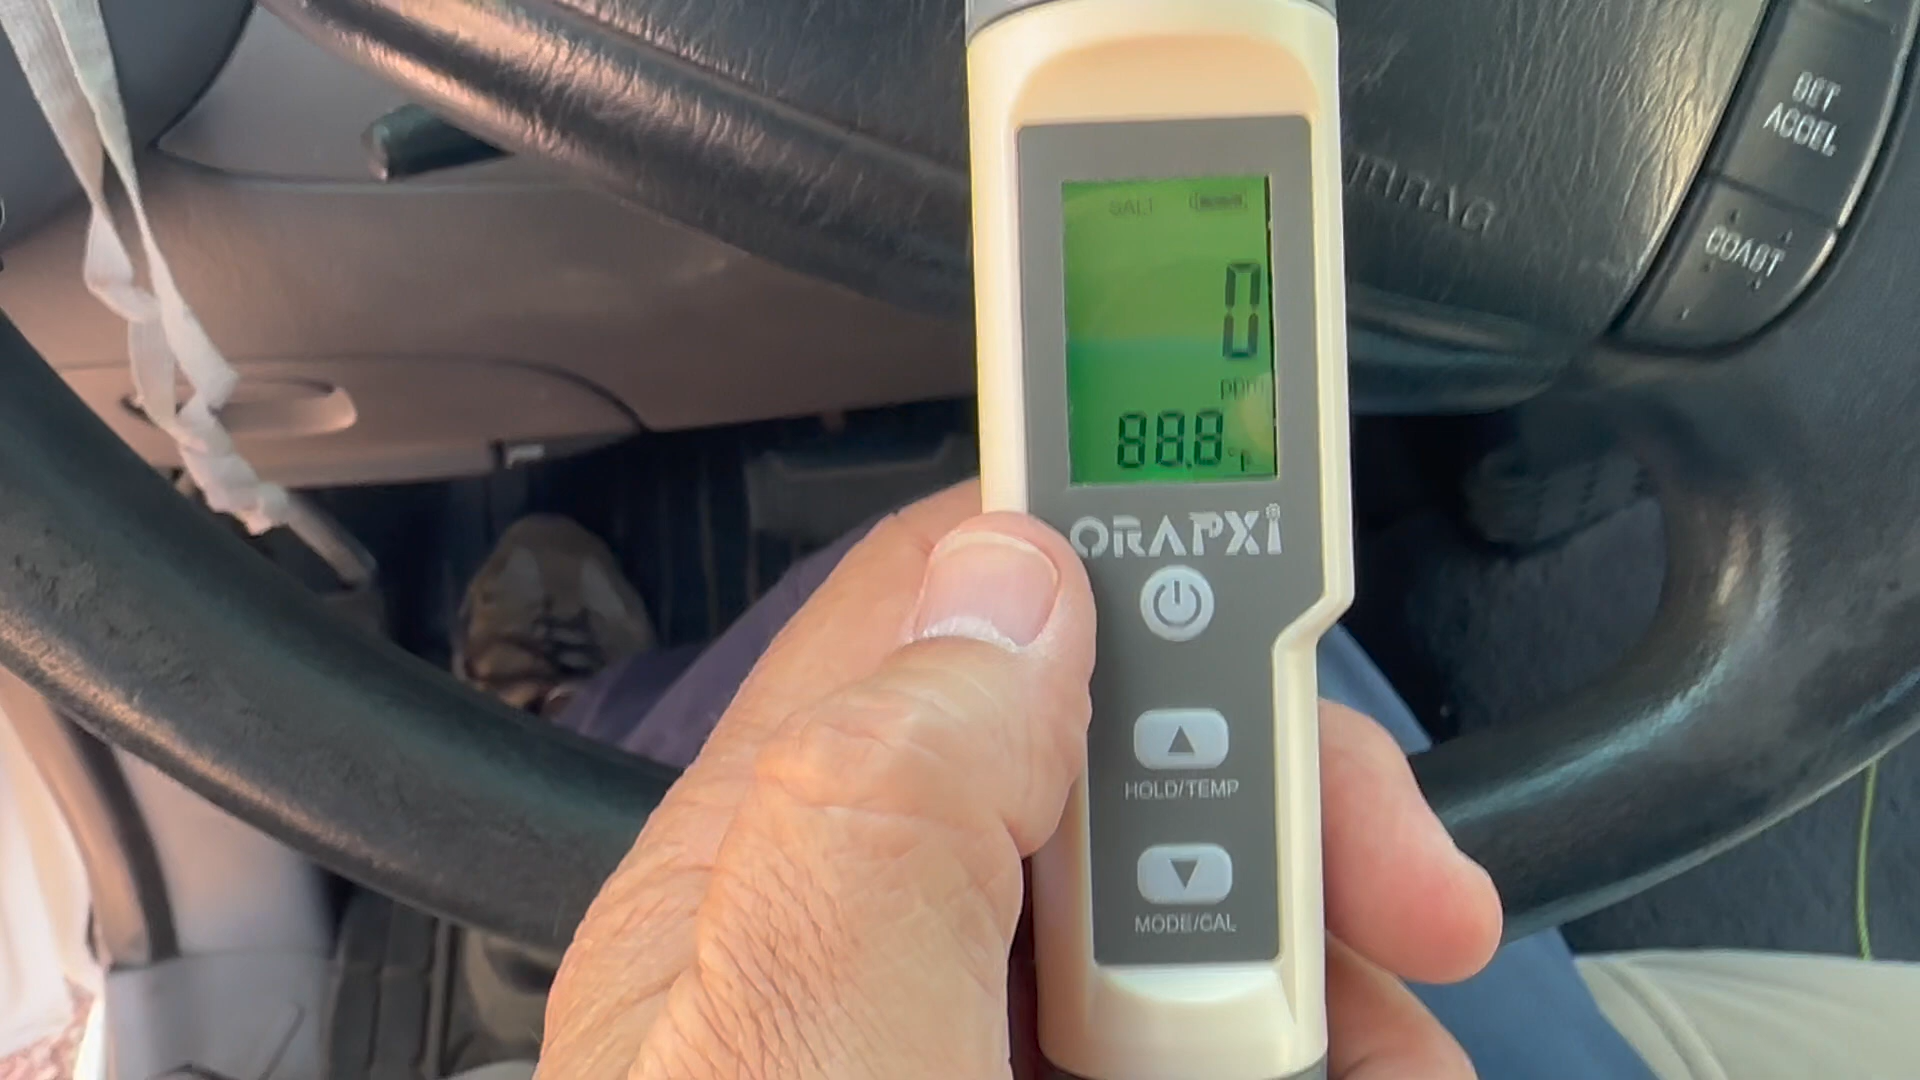 SALT
0
ppm
88.8 °F
ORAPXi
HOLD/TEMP
MODE/CAL
SET
ACCEL
COAST